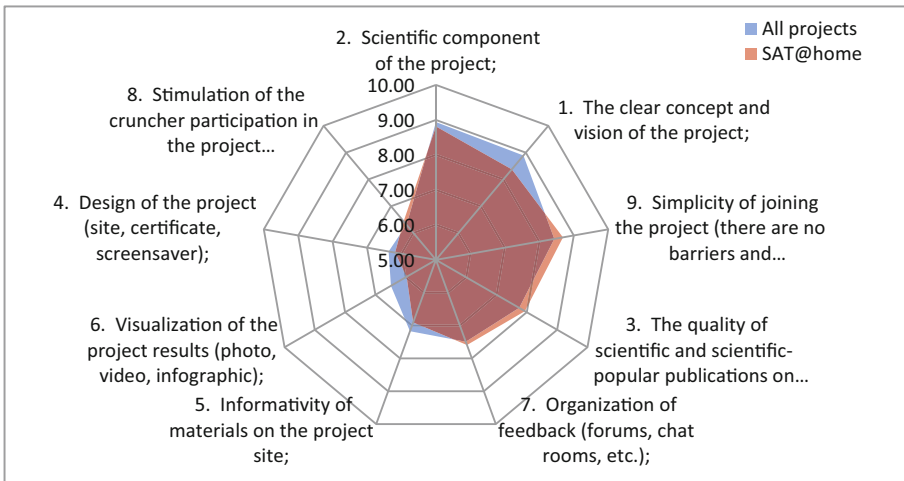 All projects
SAT@home
2. Scientific component
of the project;
1. The clear concept and
vision of the project;
9. Simplicity of joining
the project (there are no
barriers and...
3. The quality of
scientific and scientific-
popular publications on...
7. Organization of
feedback (forums, chat
rooms, etc.);
5. Informativity of
materials on the project
site;
6. Visualization of the
project results (photo,
video, infographic);
4. Design of the project
(site, certificate,
screensaver);
8. Stimulation of the
cruncher participation in
the project...
10.00
9.00
8.00
7.00
6.00
5.00